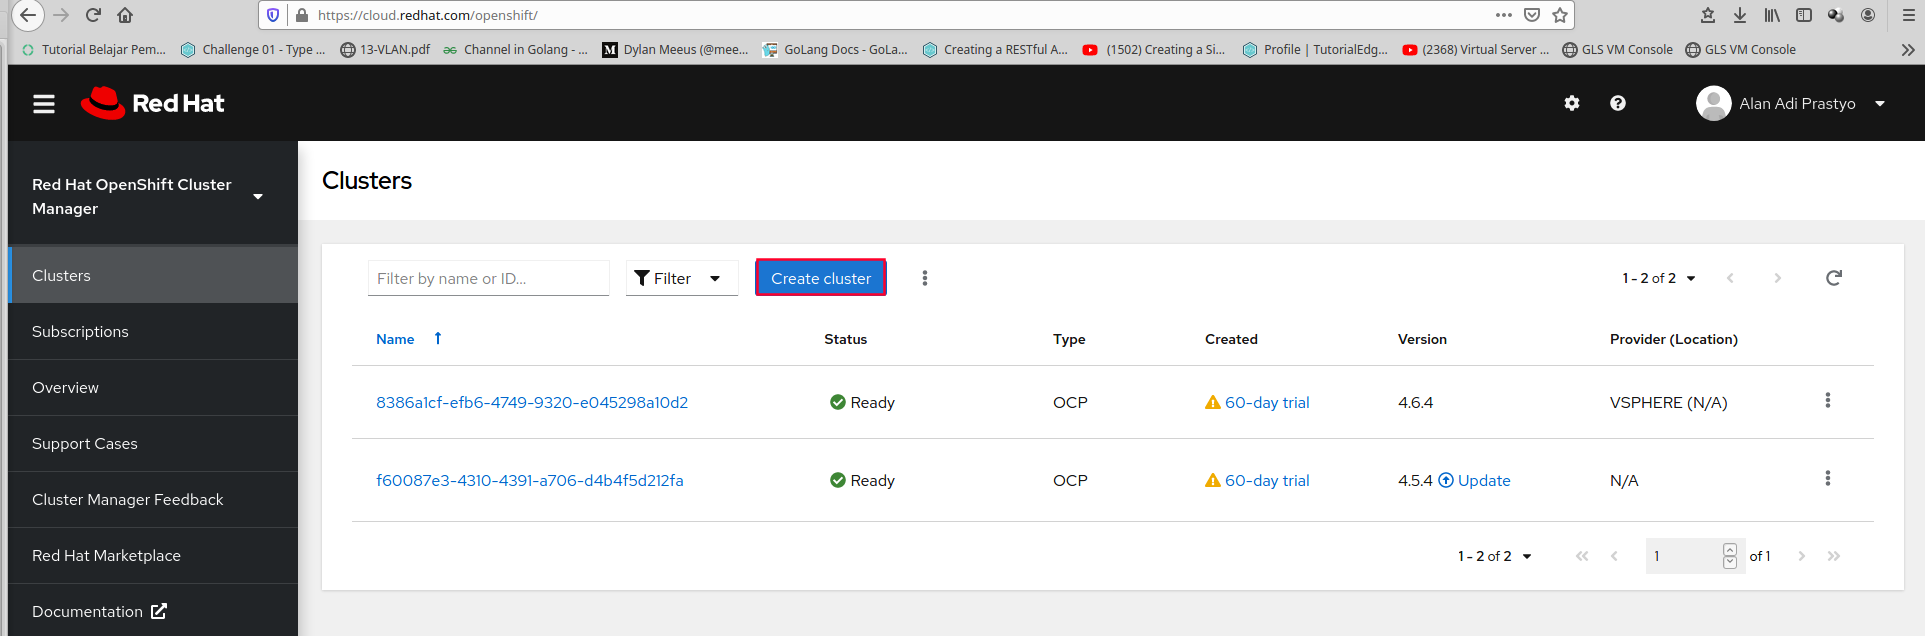 https://cloud.redhat.com/openshift/
Tutorial Belajar Pem... Challenge 01 - Type ... 13-VLAN.pdf Channel in Golang - ... Dylan Meeus (@mee... GoLang Docs - GoLa... Creating a RESTful A... (1502) Creating a Si... Profile | TutorialEdg... (2368) Virtual Server ... GLS VM Console GLS VM Console
Red Hat
Alan Adi Prastyo
Red Hat OpenShift Cluster
Manager
Clusters
Subscriptions
Overview
Support Cases
Cluster Manager Feedback
Red Hat Marketplace
Documentation
Clusters
Filter by name or ID... Filter Create cluster 1 - 2 of 2
Name Status Type Created Version Provider (Location)
8386a1cf-efb6-4749-9320-e045298a10d2 Ready OCP 60-day trial 4.6.4 VSPHERE (N/A)
f60087e3-4310-4391-a706-d4b4f5d212fa Ready OCP 60-day trial 4.5.4 Update N/A
1 - 2 of 2 1 of 1